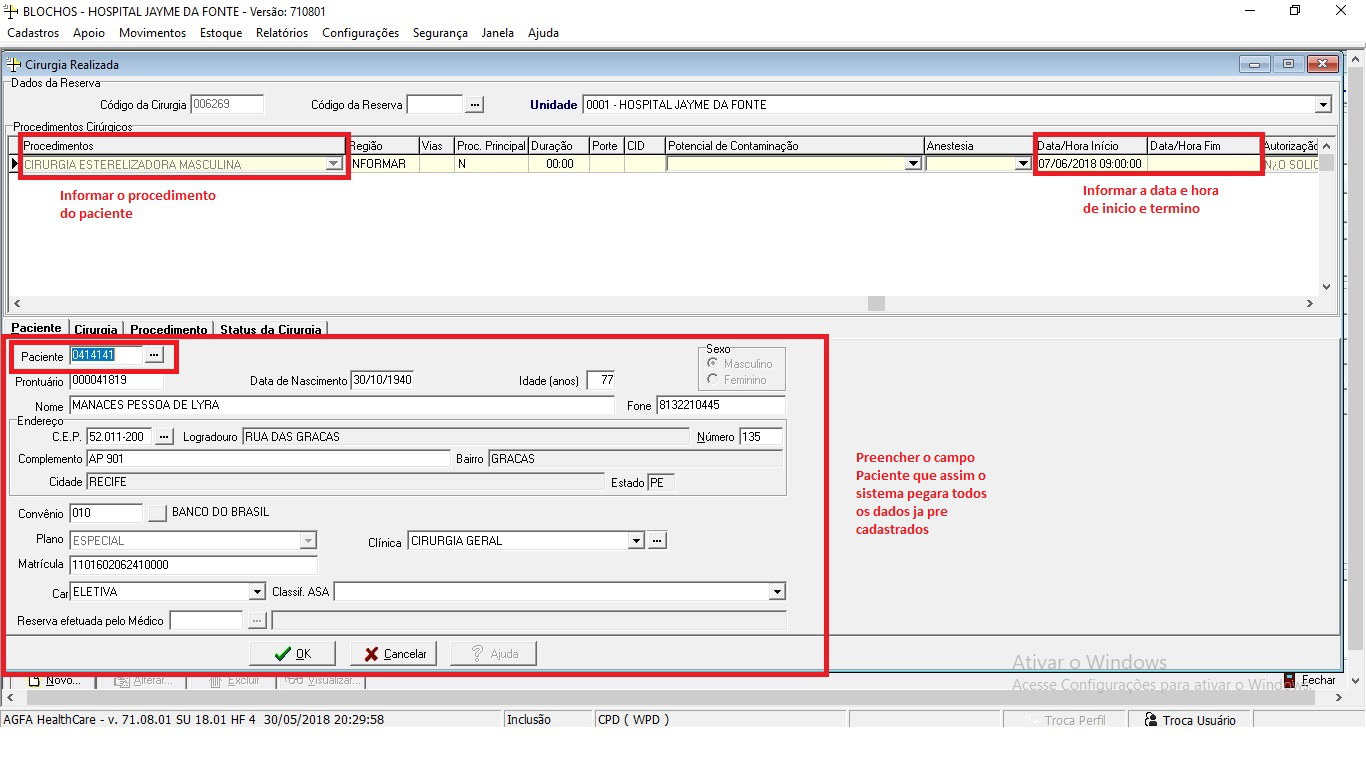 BLOCHOS - HOSPITAL JAYME DA FONTE - Versão: 710801
Cadastros Apoio Movimentos Estoque Relatórios Configurações Segurança Janela Ajuda
Cirurgia Realizada
Dados da Reserva
Código da Cirurgia 006269 Código da Reserva ... Unidade 0001 - HOSPITAL JAYME DA FONTE
Procedimentos Cirúrgicos
Procedimentos Região Vias Proc. Principal Duração Porte CID Potencial de Contaminação Anestesia Data/Hora Início Data/Hora Fim Autorização
CIRURGIA ESTERELIZADORA MASCULINA INFORMAR N 00:00 07/06/2018 09:00:00 N¿O SOLIC
Informar o procedimento
do paciente
Informar a data e hora
de inicio e termino
Paciente Cirurgia Procedimento Status da Cirurgia
Paciente 0414141 ...
Sexo
Masculino
Feminino
Prontuário 000041819 Data de Nascimento 30/10/1940 Idade (anos) 77
Nome MANACES PESSOA DE LYRA Fone 8132210445
Endereço
C.E.P. 52.011-200 ... Logradouro RUA DAS GRACAS Número 135
Complemento AP 901 Bairro GRACAS
Cidade RECIFE Estado PE
Preencher o campo
Paciente que assim o
sistema pegara todos
os dados ja pre
cadastrados
Convênio 010 BANCO DO BRASIL
Plano ESPECIAL Clínica CIRURGIA GERAL ...
Matrícula 1101602062410000
Car ELETIVA Classif. ASA
Reserva efetuada pelo Médico ...
OK Cancelar ? Ajuda
Ativar o Windows
Acesse Configurações para ativar o Windows.
Novo... Alterar... Excluir Visualizar... Fechar
AGFA HealthCare - v. 71.08.01 SU 18.01 HF 4 30/05/2018 20:29:58 Inclusão CPD ( WPD ) Troca Perfil Troca Usuário